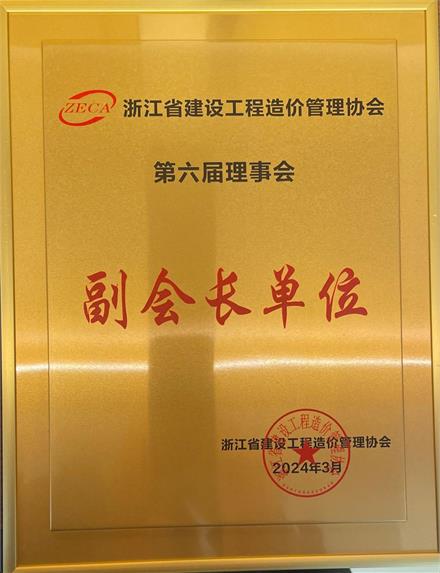 ZECA 浙江省建设工程造价管理协会
第六届理事会
副会长单位
浙江省建设工程造价管理协会
2024年3月